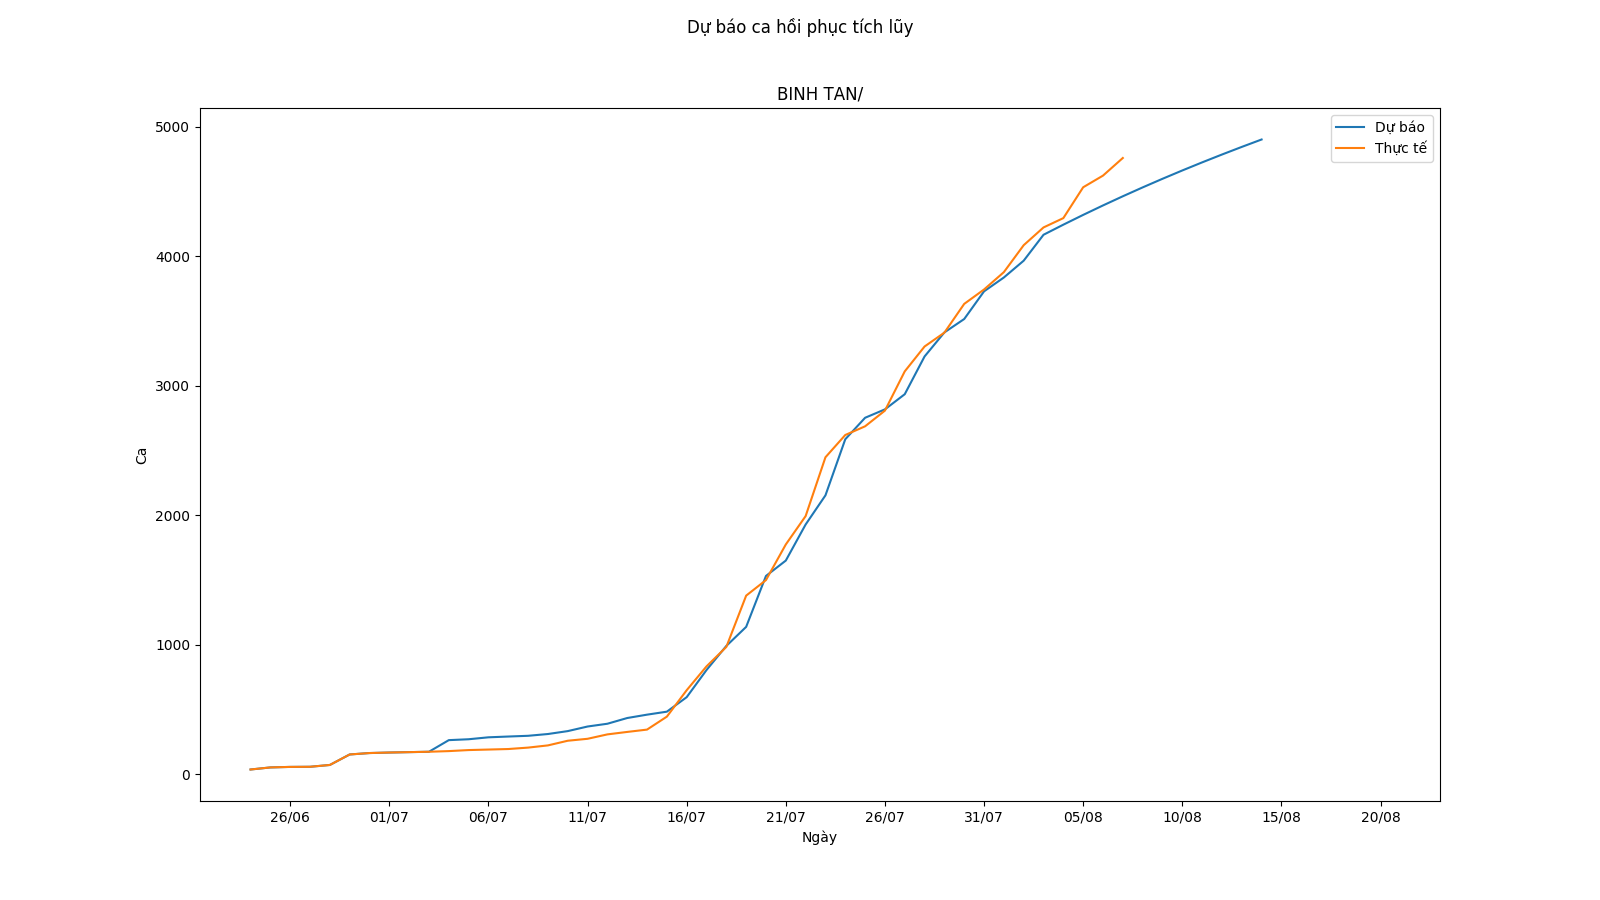 Dự báo ca hồi phục tích lũy
BINH TAN/
Dự báo
Thực tế
5000
4000
3000
2000
1000
0
Ca
26/06 01/07 06/07 11/07 16/07 21/07 26/07 31/07 05/08 10/08 15/08 20/08
Ngày